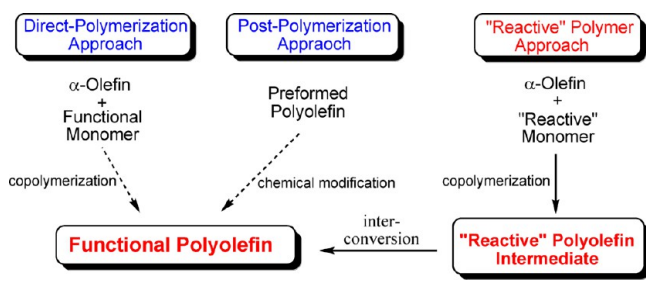 Direct-Polymerization
Approach
Post-Polymerization
Appraoch
"Reactive" Polymer
Approach
α-Olefin
+
Functional
Monomer
Preformed
Polyolefin
α-Olefin
+
"Reactive"
Monomer
copolymerization
chemical modification
copolymerization
Functional Polyolefin
inter-
conversion
"Reactive" Polyolefin
Intermediate